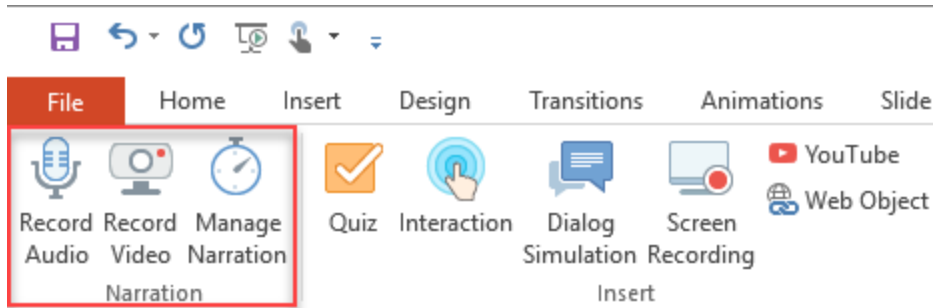 File Home Insert Design Transitions Animations Slide
Record Audio
Record Video
Manage Narration
Quiz
Interaction
Dialog Simulation
Screen Recording
YouTube
Web Object
Narration
Insert